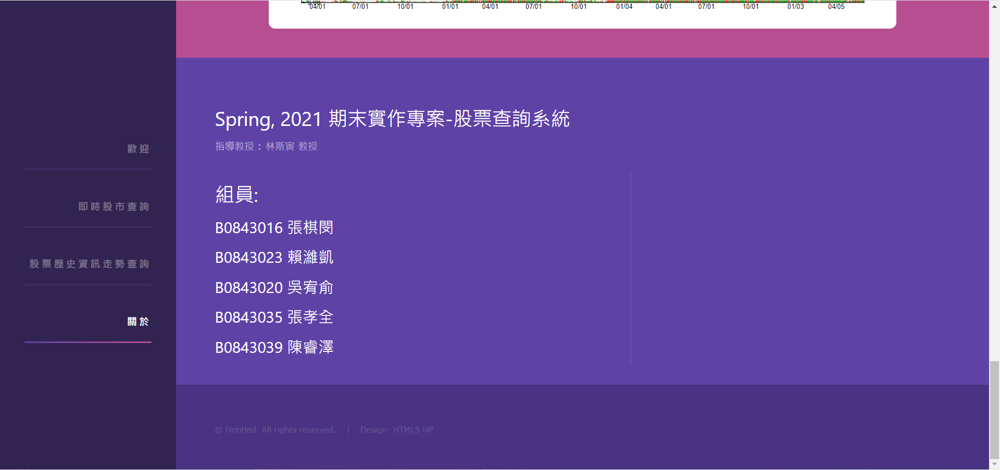 0.00
04/01 07/01 10/01 01/01 04/01 07/01 10/01 01/04 04/01 07/01 10/01 01/03 04/05
歡迎
即時股市查詢
股票歷史資訊走勢查詢
關於
Spring, 2021 期末實作專案-股票查詢系統
指導教授 : 林斯寅 教授
組員:
B0843016 張棋閔
B0843023 賴濰凱
B0843020 吳宥俞
B0843035 張孝全
B0843039 陳睿澤
© Untitled. All rights reserved. | Design: HTML5 UP